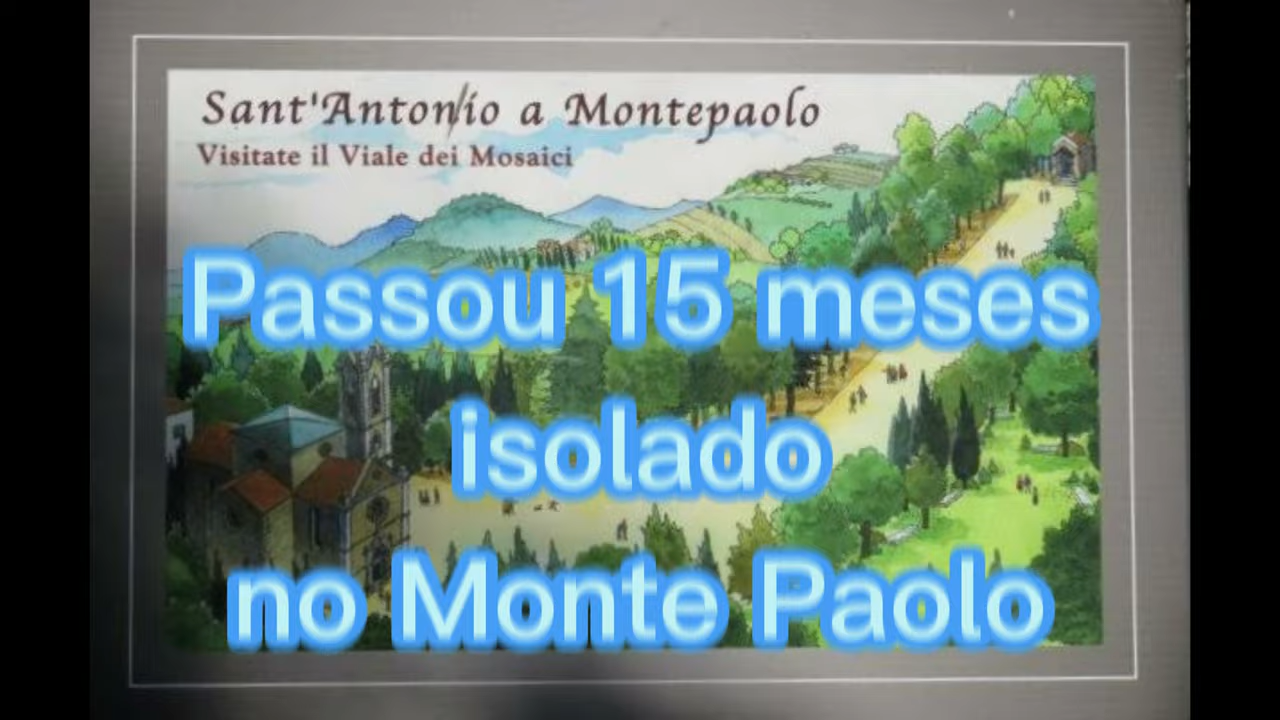 Sant'Antonio a Montepaolo
Visitate il Viale dei Mosaici
Passou 15 meses
isolado
no Monte Paolo